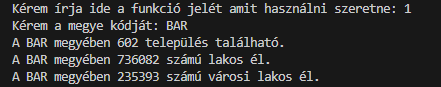 Kérem írja ide a funkció jelét amit használni szeretne: 1
Kérem a megye kódját: BAR
A BAR megyében 602 település található.
A BAR megyében 736082 számú lakos él.
A BAR megyében 235393 számú városi lakos él.